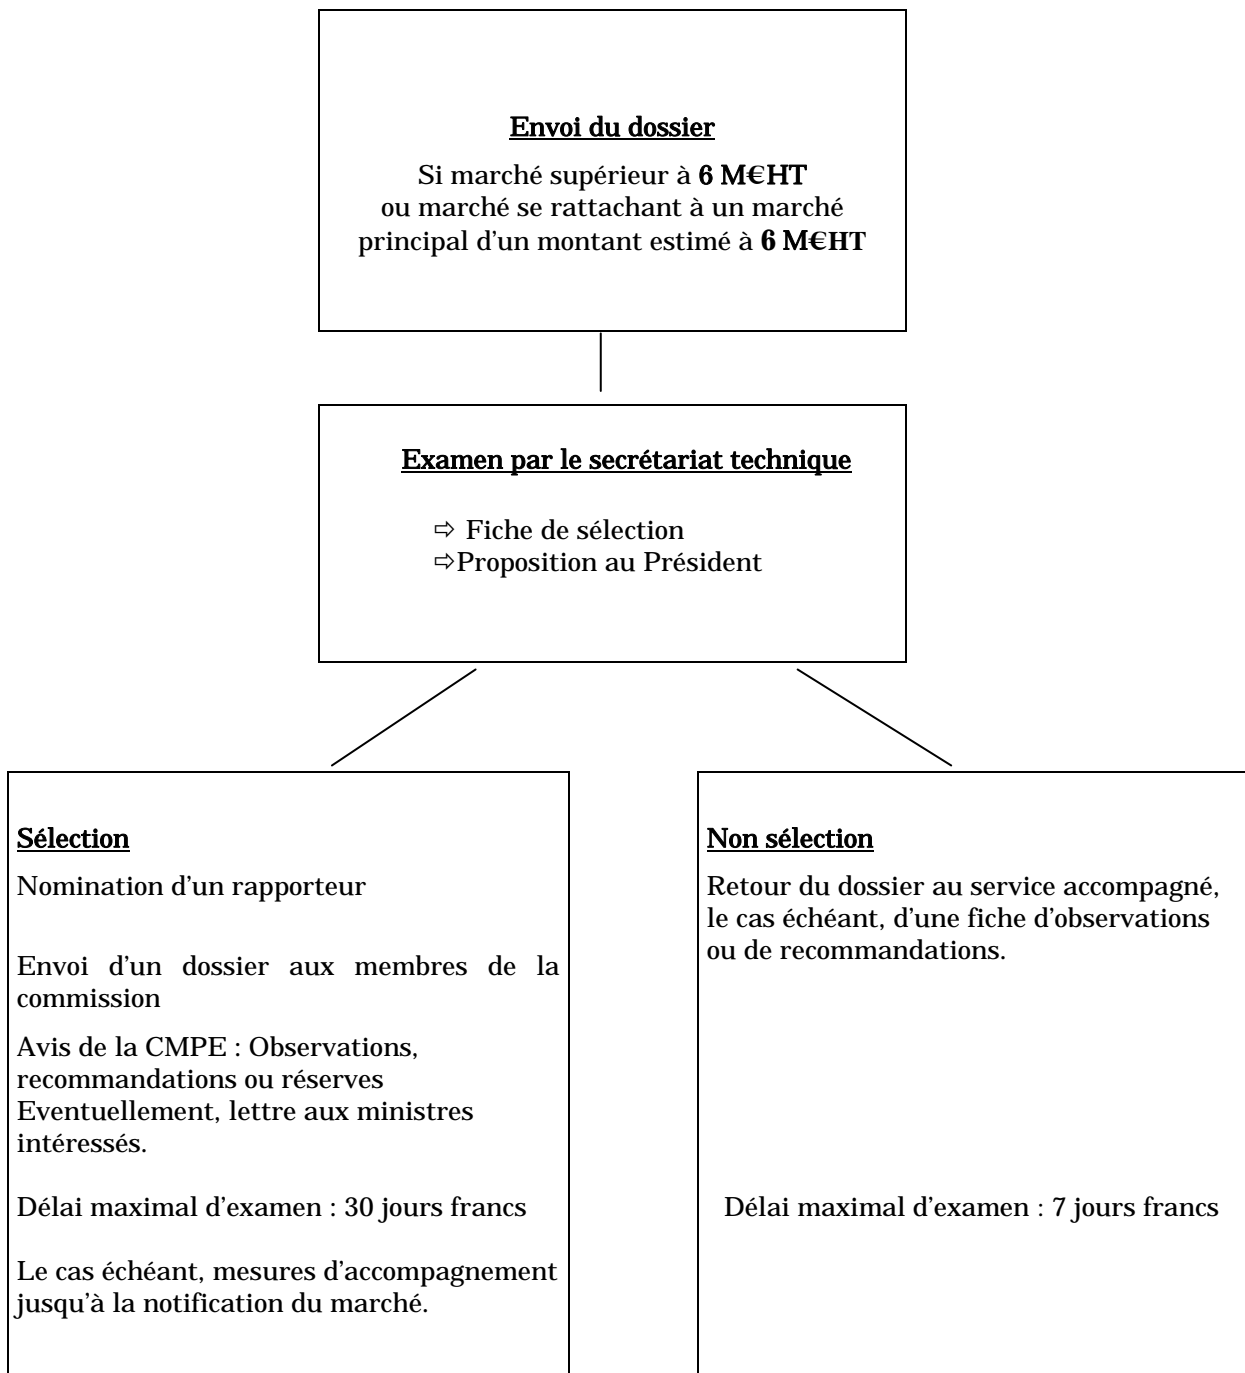 Envoi du dossier
Si marché supérieur à 6 M€HT
ou marché se rattachant à un marché
principal d'un montant estimé à 6 M€HT
Examen par le secrétariat technique
⇨ Fiche de sélection
⇨Proposition au Président
Sélection
Nomination d'un rapporteur
Envoi d'un dossier aux membres de la
commission
Avis de la CMPE : Observations,
recommandations ou réserves
Eventuellement, lettre aux ministres
intéressés.
Délai maximal d'examen : 30 jours francs
Le cas échéant, mesures d'accompagnement
jusqu'à la notification du marché.
Non sélection
Retour du dossier au service accompagné,
le cas échéant, d'une fiche d'observations
ou de recommandations.
Délai maximal d'examen : 7 jours francs